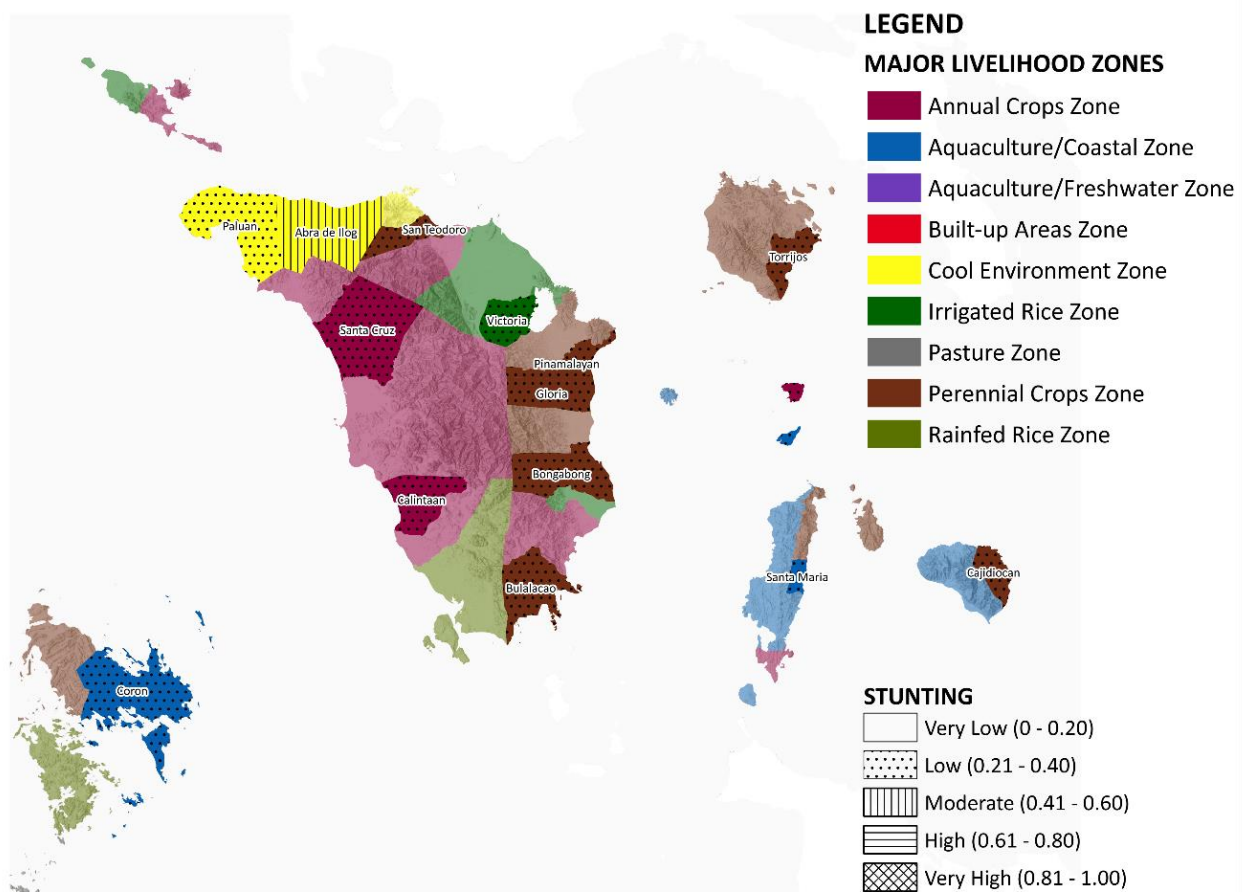 LEGEND
MAJOR LIVELIHOOD ZONES
Annual Crops Zone
Aquaculture/Coastal Zone
Aquaculture/Freshwater Zone
Built-up Areas Zone
Cool Environment Zone
Irrigated Rice Zone
Pasture Zone
Perennial Crops Zone
Rainfed Rice Zone
Paluan
Abra de Ilog
San Teodoro
Torrijos
Santa Cruz
Victoria
Pinamalayan
Gloria
Bongabong
Calintaan
Santa Maria
Cajidiocan
Bulalacao
Coron
STUNTING
Very Low (0 - 0.20)
Low (0.21 - 0.40)
Moderate (0.41 - 0.60)
High (0.61 - 0.80)
Very High (0.81 - 1.00)